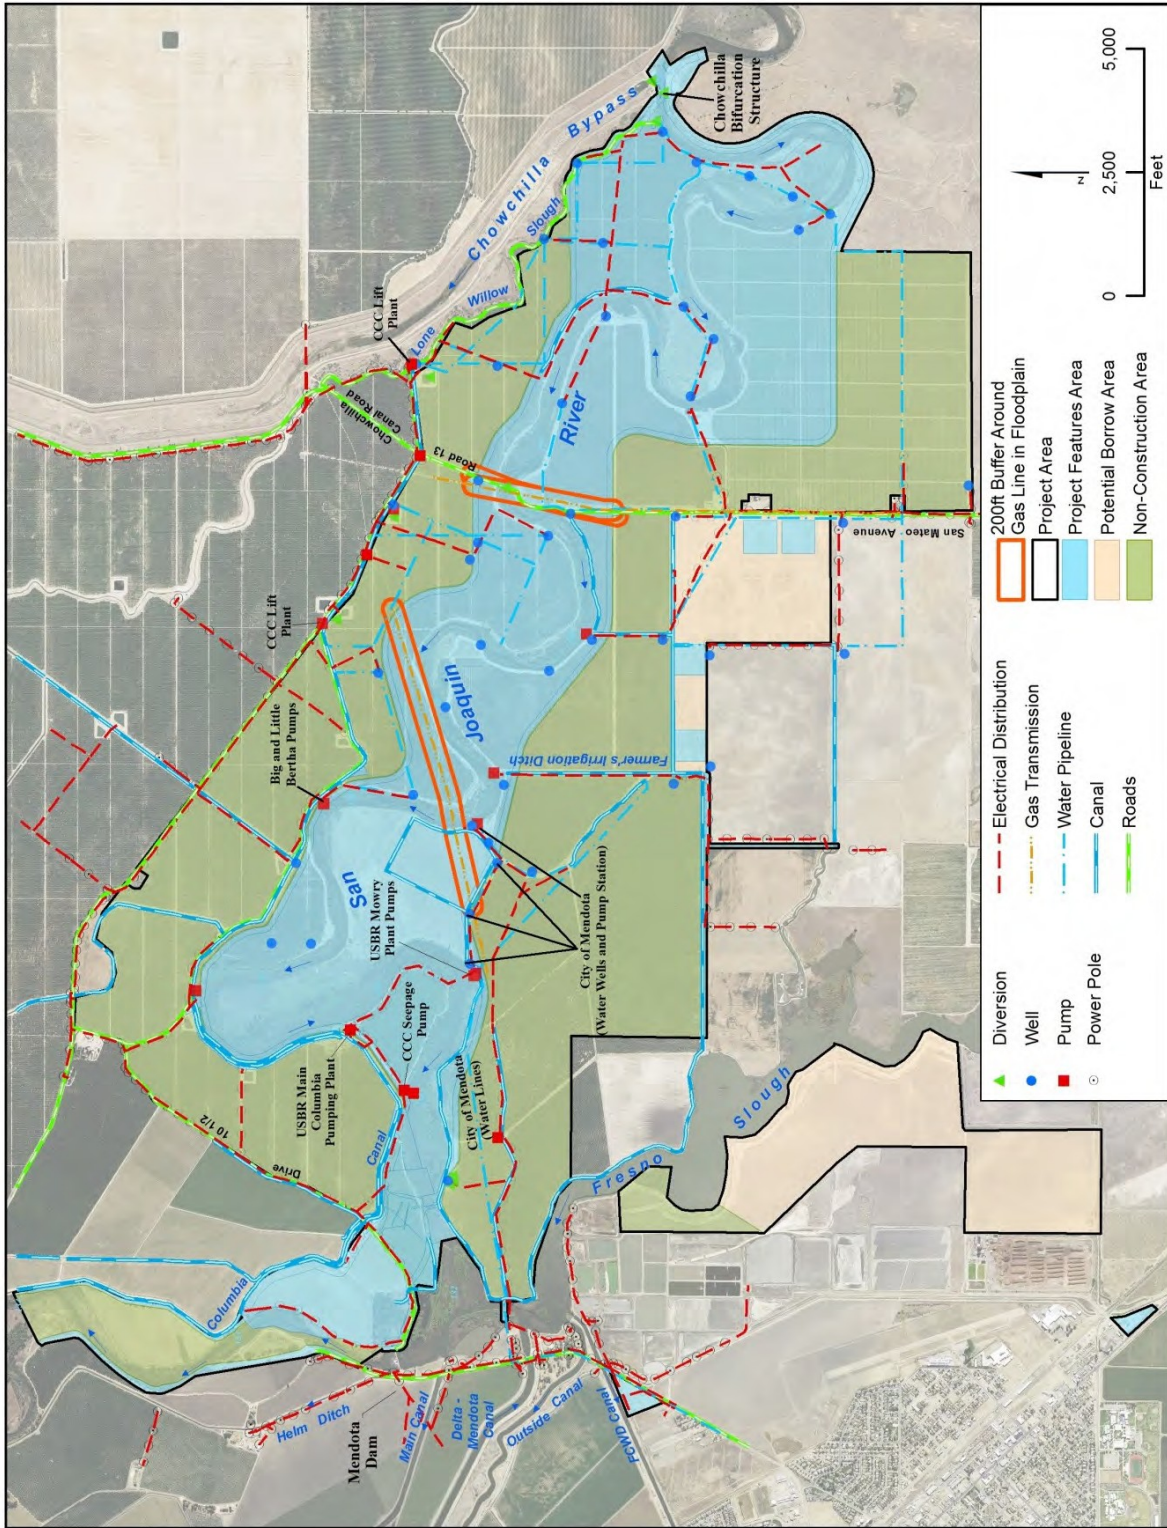 Chowchilla Bypass
Chowchilla
Bifurcation
Structure
Lone Willow Slough
CCC Lift
Plant
Chowchilla
Canal Road
Road 13
San Joaquin River
CCC Lift
Plant
Big and Little
Bertha Pumps
Farmer's Irrigation Ditch
San Mateo Avenue
USBR Mowry
Plant Pumps
City of Mendota
(Water Wells and Pump Station)
USBR Main
Columbia
Pumping Plant
CCC Seepage
Pump
City of Mendota
(Water Lines)
10 1/2
Drive
Columbia Canal
Fresno Slough
Mendota
Dam
Helm Ditch
Main Canal
Delta -
Mendota
Canal
Outside Canal
FCWD Canal
Diversion
Well
Pump
Power Pole
Electrical Distribution
Gas Transmission
Water Pipeline
Canal
Roads
200ft Buffer Around
Gas Line in Floodplain
Project Area
Project Features Area
Potential Borrow Area
Non-Construction Area
N
0 2,500 5,000
Feet